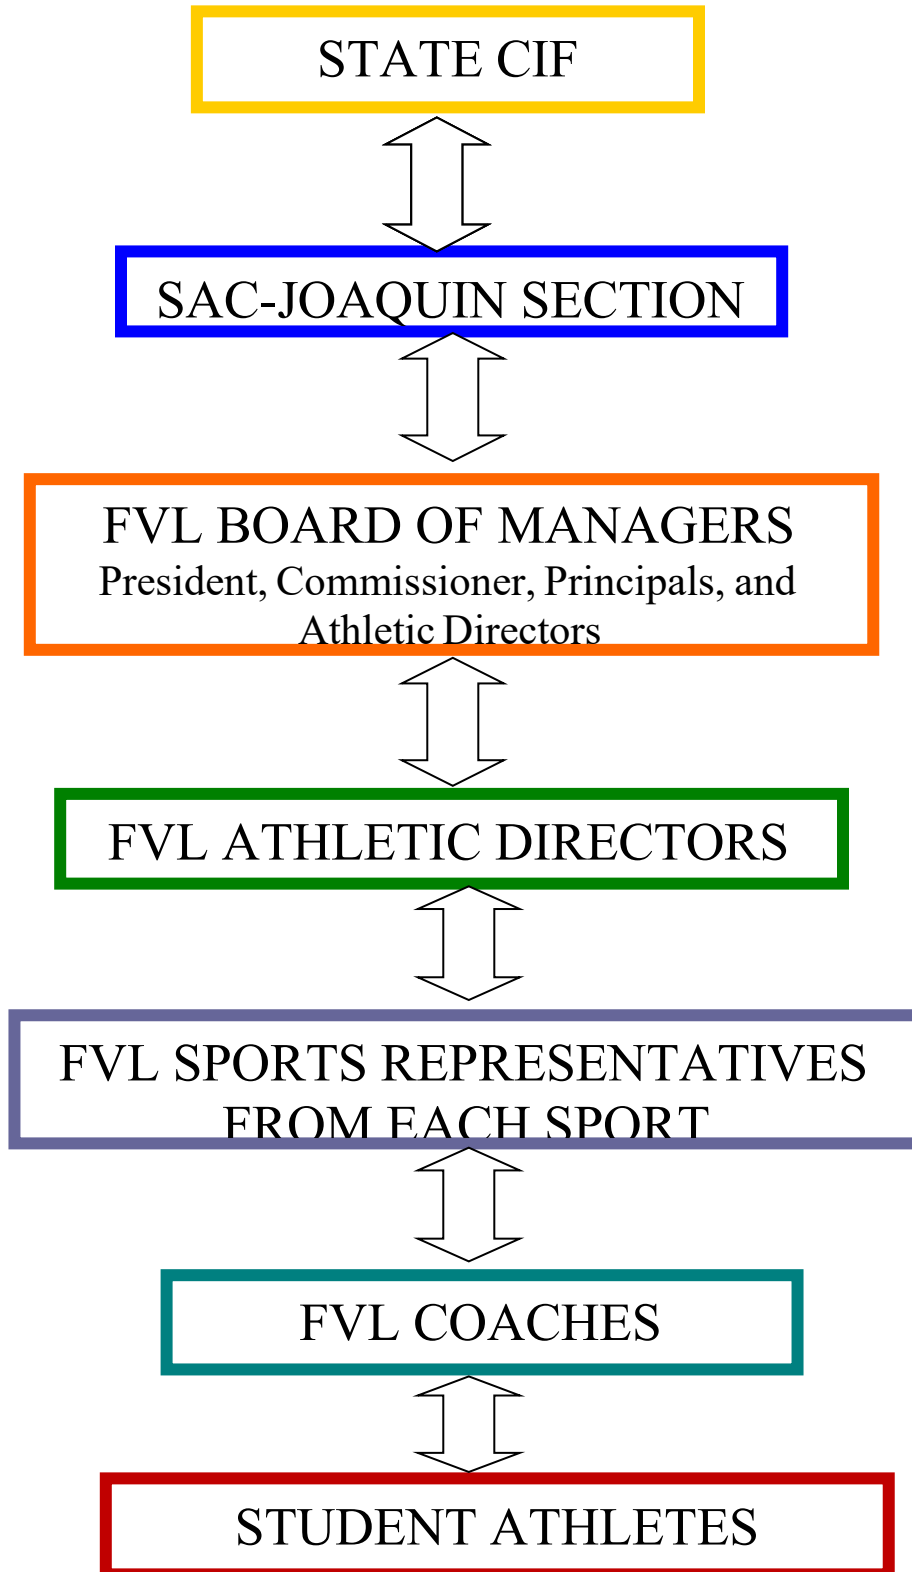 STATE CIF
SAC-JOAQUIN SECTION
FVL BOARD OF MANAGERS
President, Commissioner, Principals, and
Athletic Directors
FVL ATHLETIC DIRECTORS
FVL SPORTS REPRESENTATIVES
FROM EACH SPORT
FVL COACHES
STUDENT ATHLETES